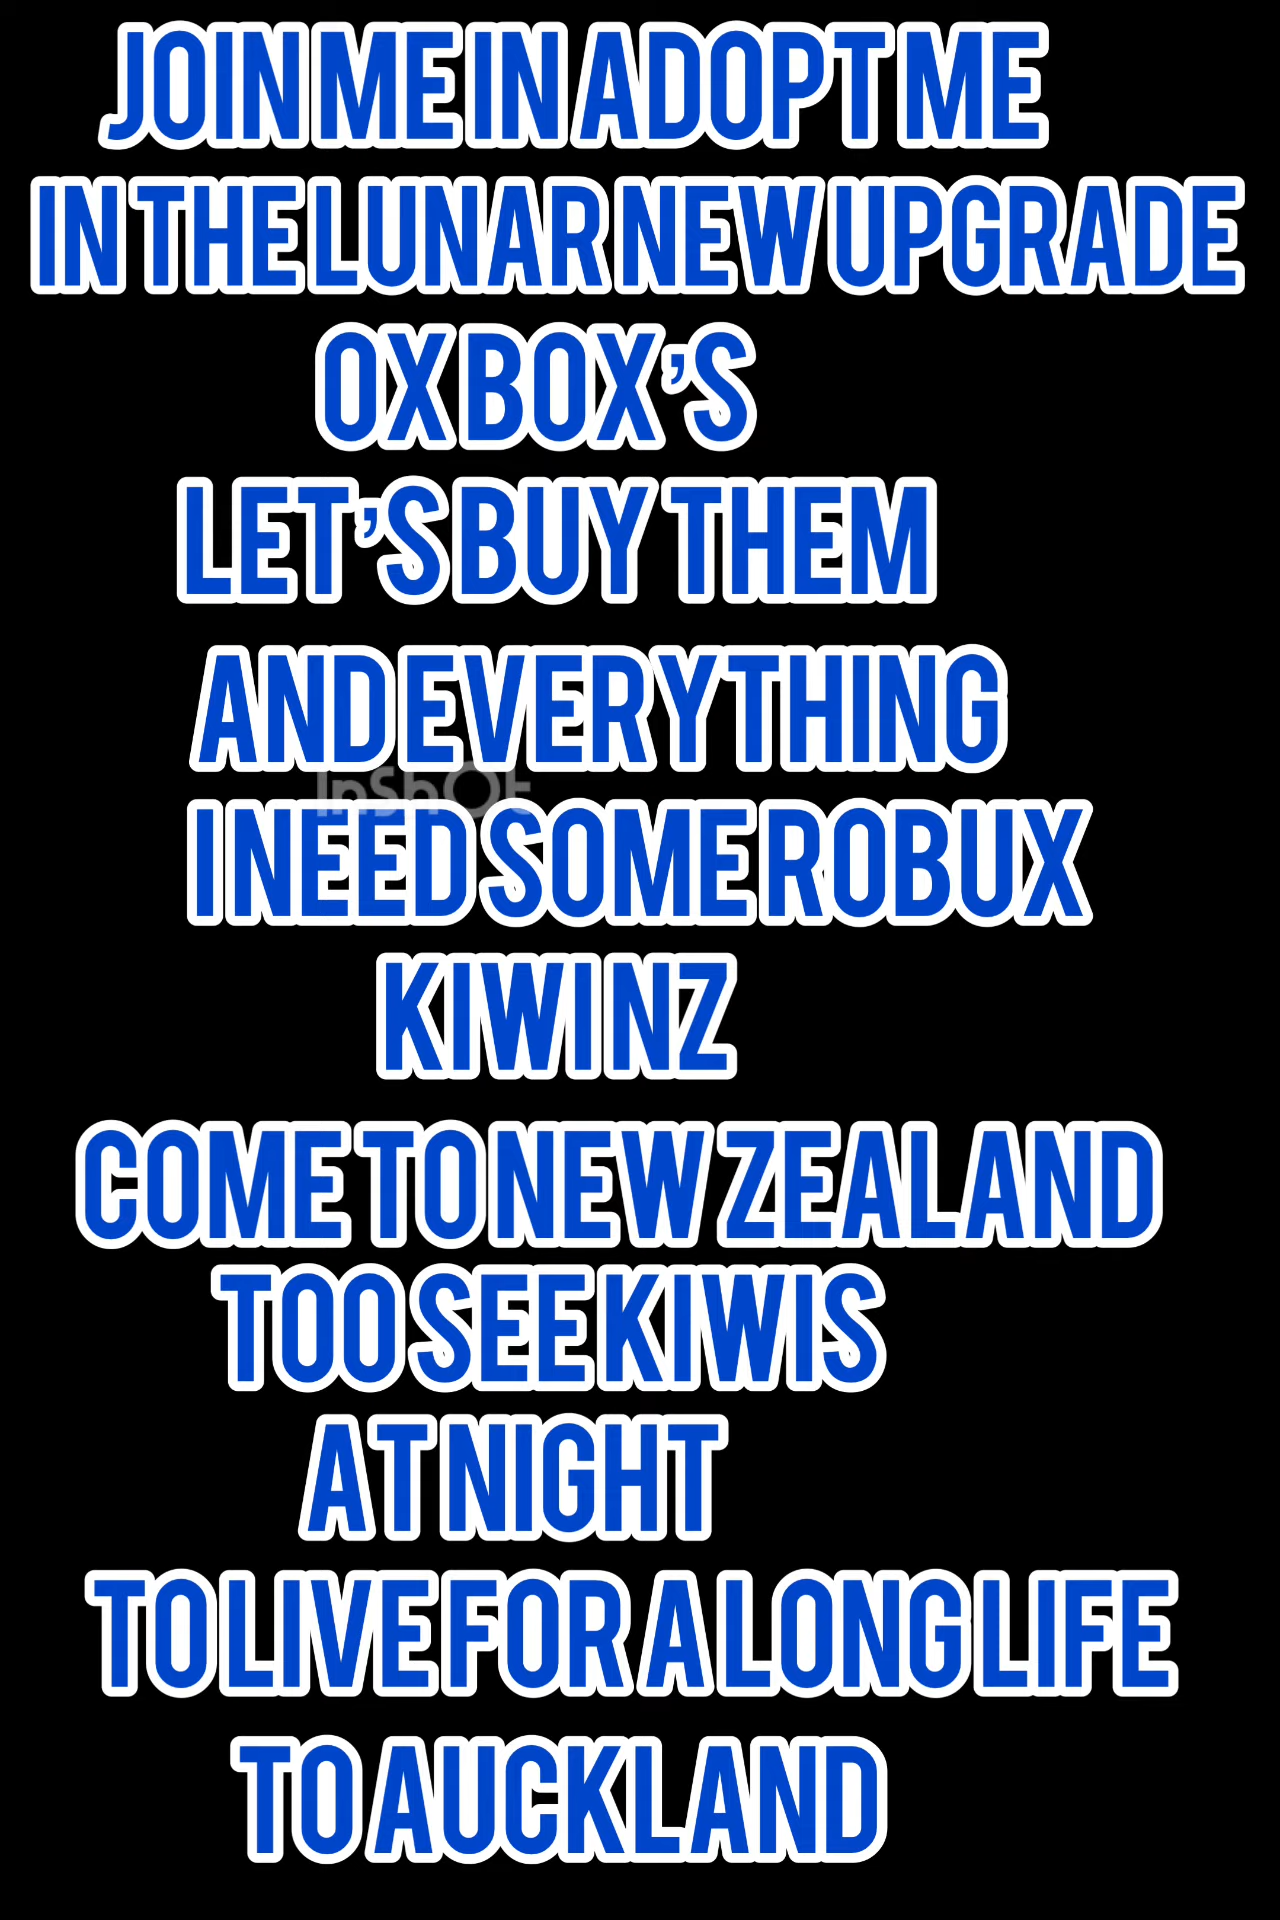 JOIN ME IN ADOPT ME
IN THE LUNAR NEW UPGRADE
OX BOX'S
LET'S BUY THEM
AND EVERYTHING
InShOt
I NEED SOME ROBUX
KIWI NZ
COME TO NEW ZEALAND
TOO SEE KIWIS
AT NIGHT
TO LIVE FOR A LONG LIFE
TO AUCKLAND